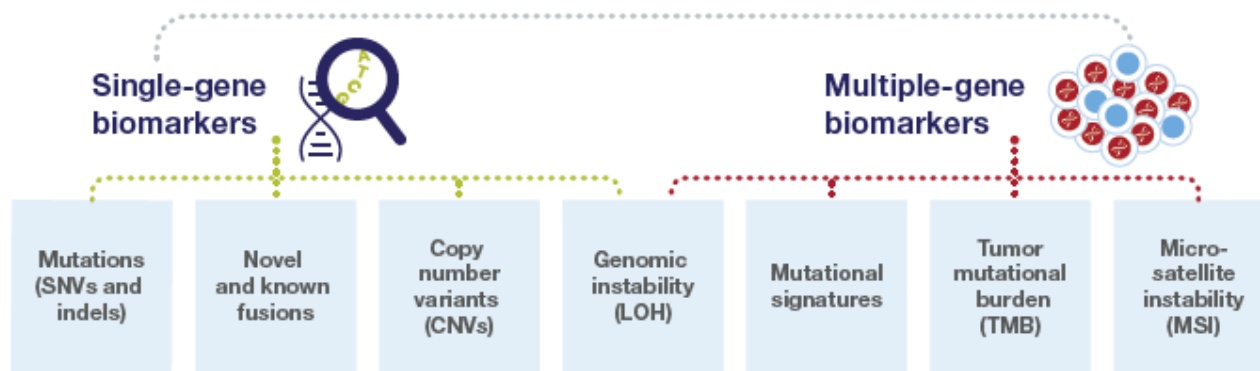 Single-gene
biomarkers
A
T
C
G
Multiple-gene
biomarkers
Mutations
(SNVs and
indels)
Novel
and known
fusions
Copy
number
variants
(CNVs)
Genomic
instability
(LOH)
Mutational
signatures
Tumor
mutational
burden
(TMB)
Micro-
satellite
instability
(MSI)